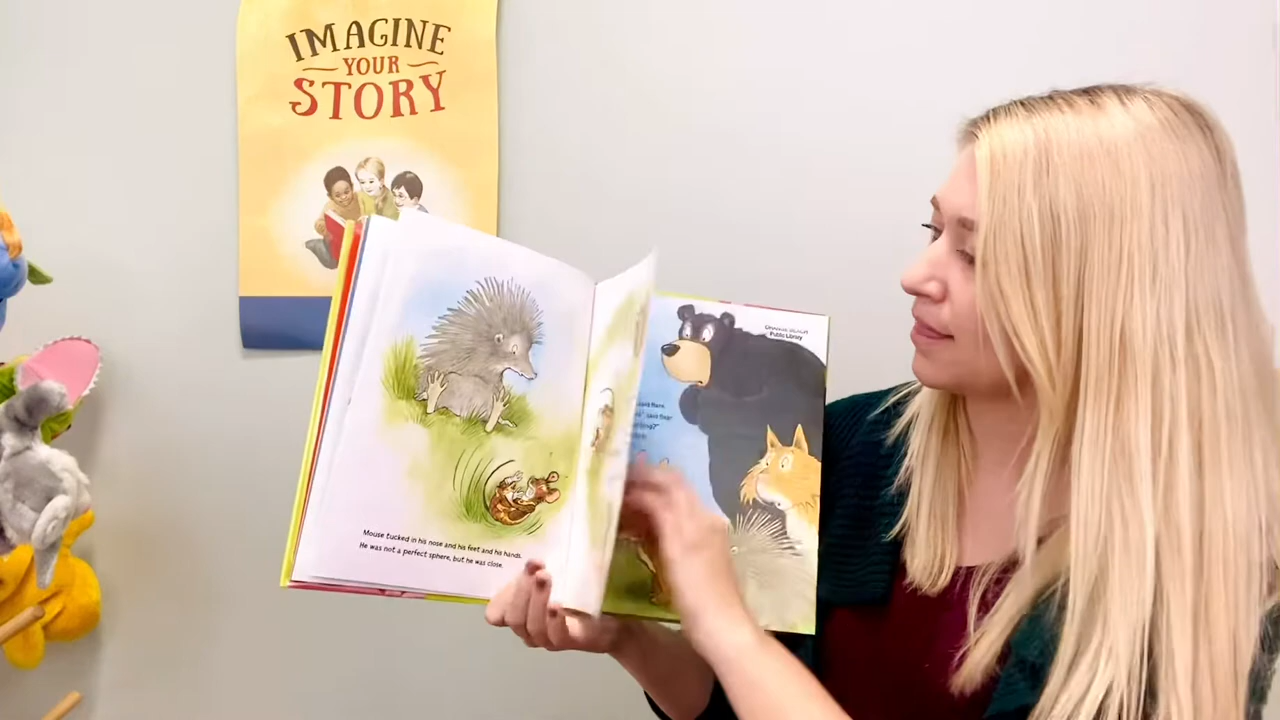 IMAGINE
YOUR
STORY
Mouse tucked in his nose and his feet and his hands.
He was not a perfect sphere, but he was close.
Public Library